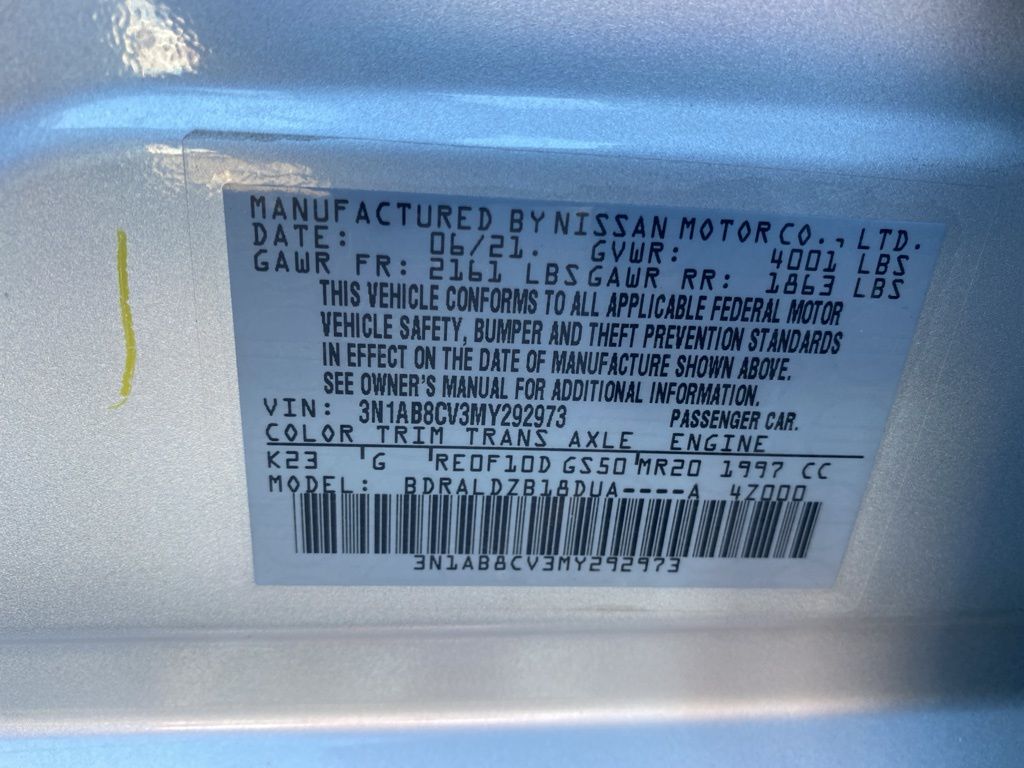 MANUFACTURED BY NISSAN MOTOR CO., LTD.
DATE: 06/21. GVWR: 4001 LBS
GAWR FR: 2161 LBS GAWR RR: 1863 LBS
THIS VEHICLE CONFORMS TO ALL APPLICABLE FEDERAL MOTOR
VEHICLE SAFETY, BUMPER AND THEFT PREVENTION STANDARDS
IN EFFECT ON THE DATE OF MANUFACTURE SHOWN ABOVE.
SEE OWNER'S MANUAL FOR ADDITIONAL INFORMATION.
VIN: 3N1AB8CV3MY292973 PASSENGER CAR.
COLOR TRIM TRANS AXLE ENGINE
K23 G RE0F10D GS50 MR20 1997 CC
MODEL: BDRALDZB18DUA----A 4Z000
3N1AB8CV3MY292973